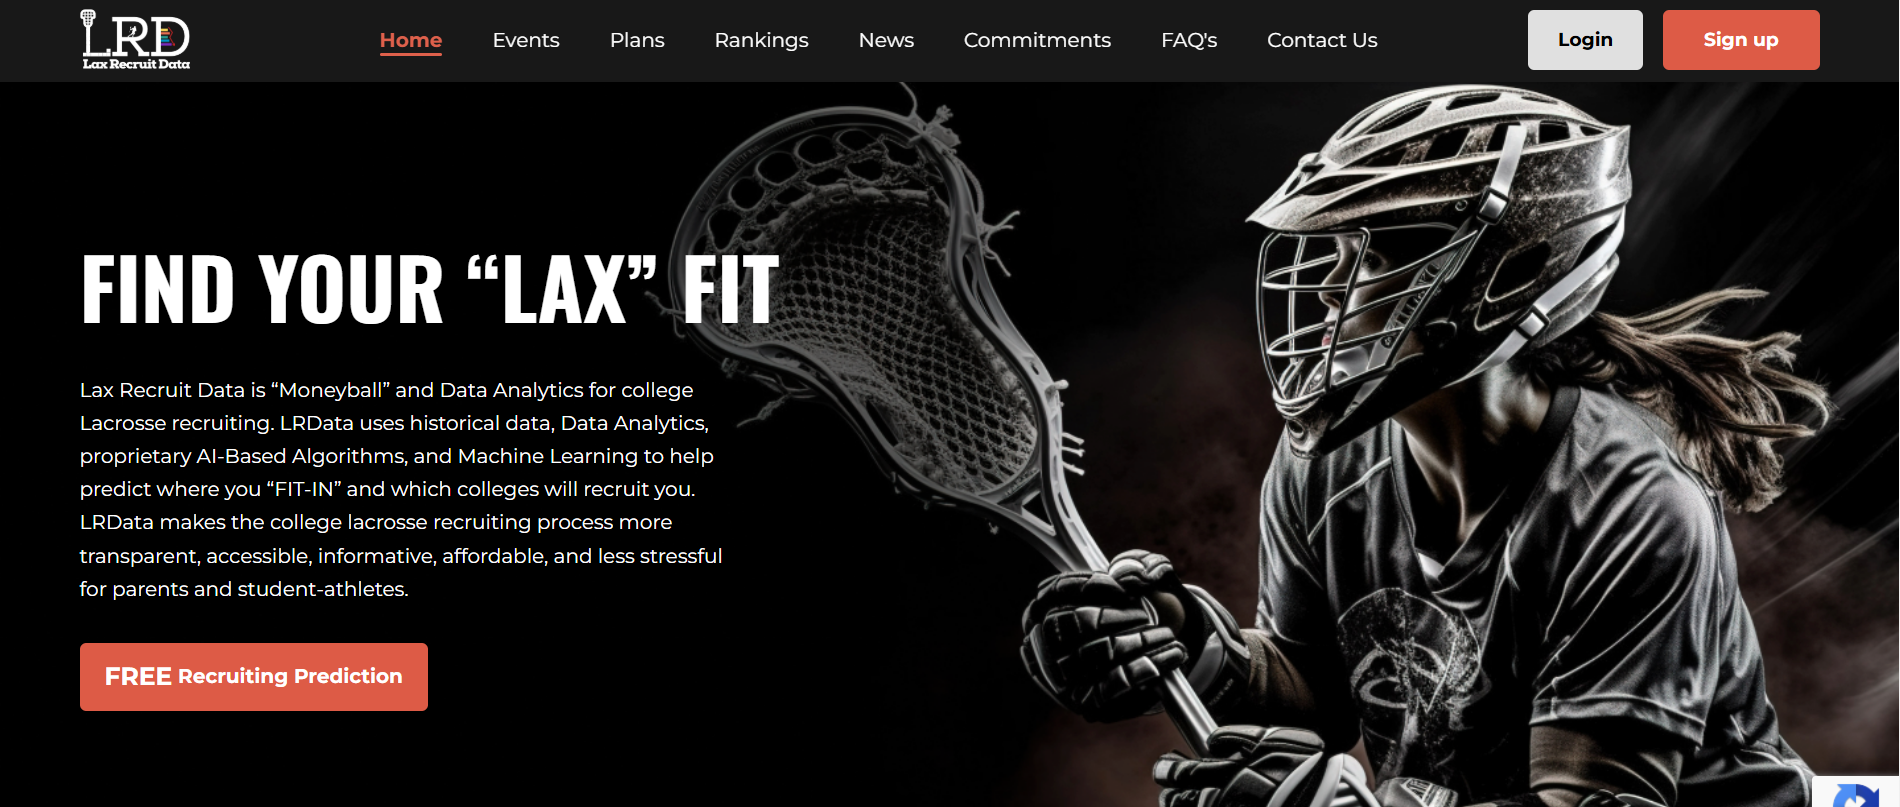 LRD
Lax Recruit Data
Home
Events
Plans
Rankings
News
Commitments
FAQ's
Contact Us
Login
Sign up
FIND YOUR “LAX” FIT
Lax Recruit Data is “Moneyball” and Data Analytics for college
Lacrosse recruiting. LRData uses historical data, Data Analytics,
proprietary AI-Based Algorithms, and Machine Learning to help
predict where you “FIT-IN” and which colleges will recruit you.
LRData makes the college lacrosse recruiting process more
transparent, accessible, informative, affordable, and less stressful
for parents and student-athletes.
FREE Recruiting Prediction